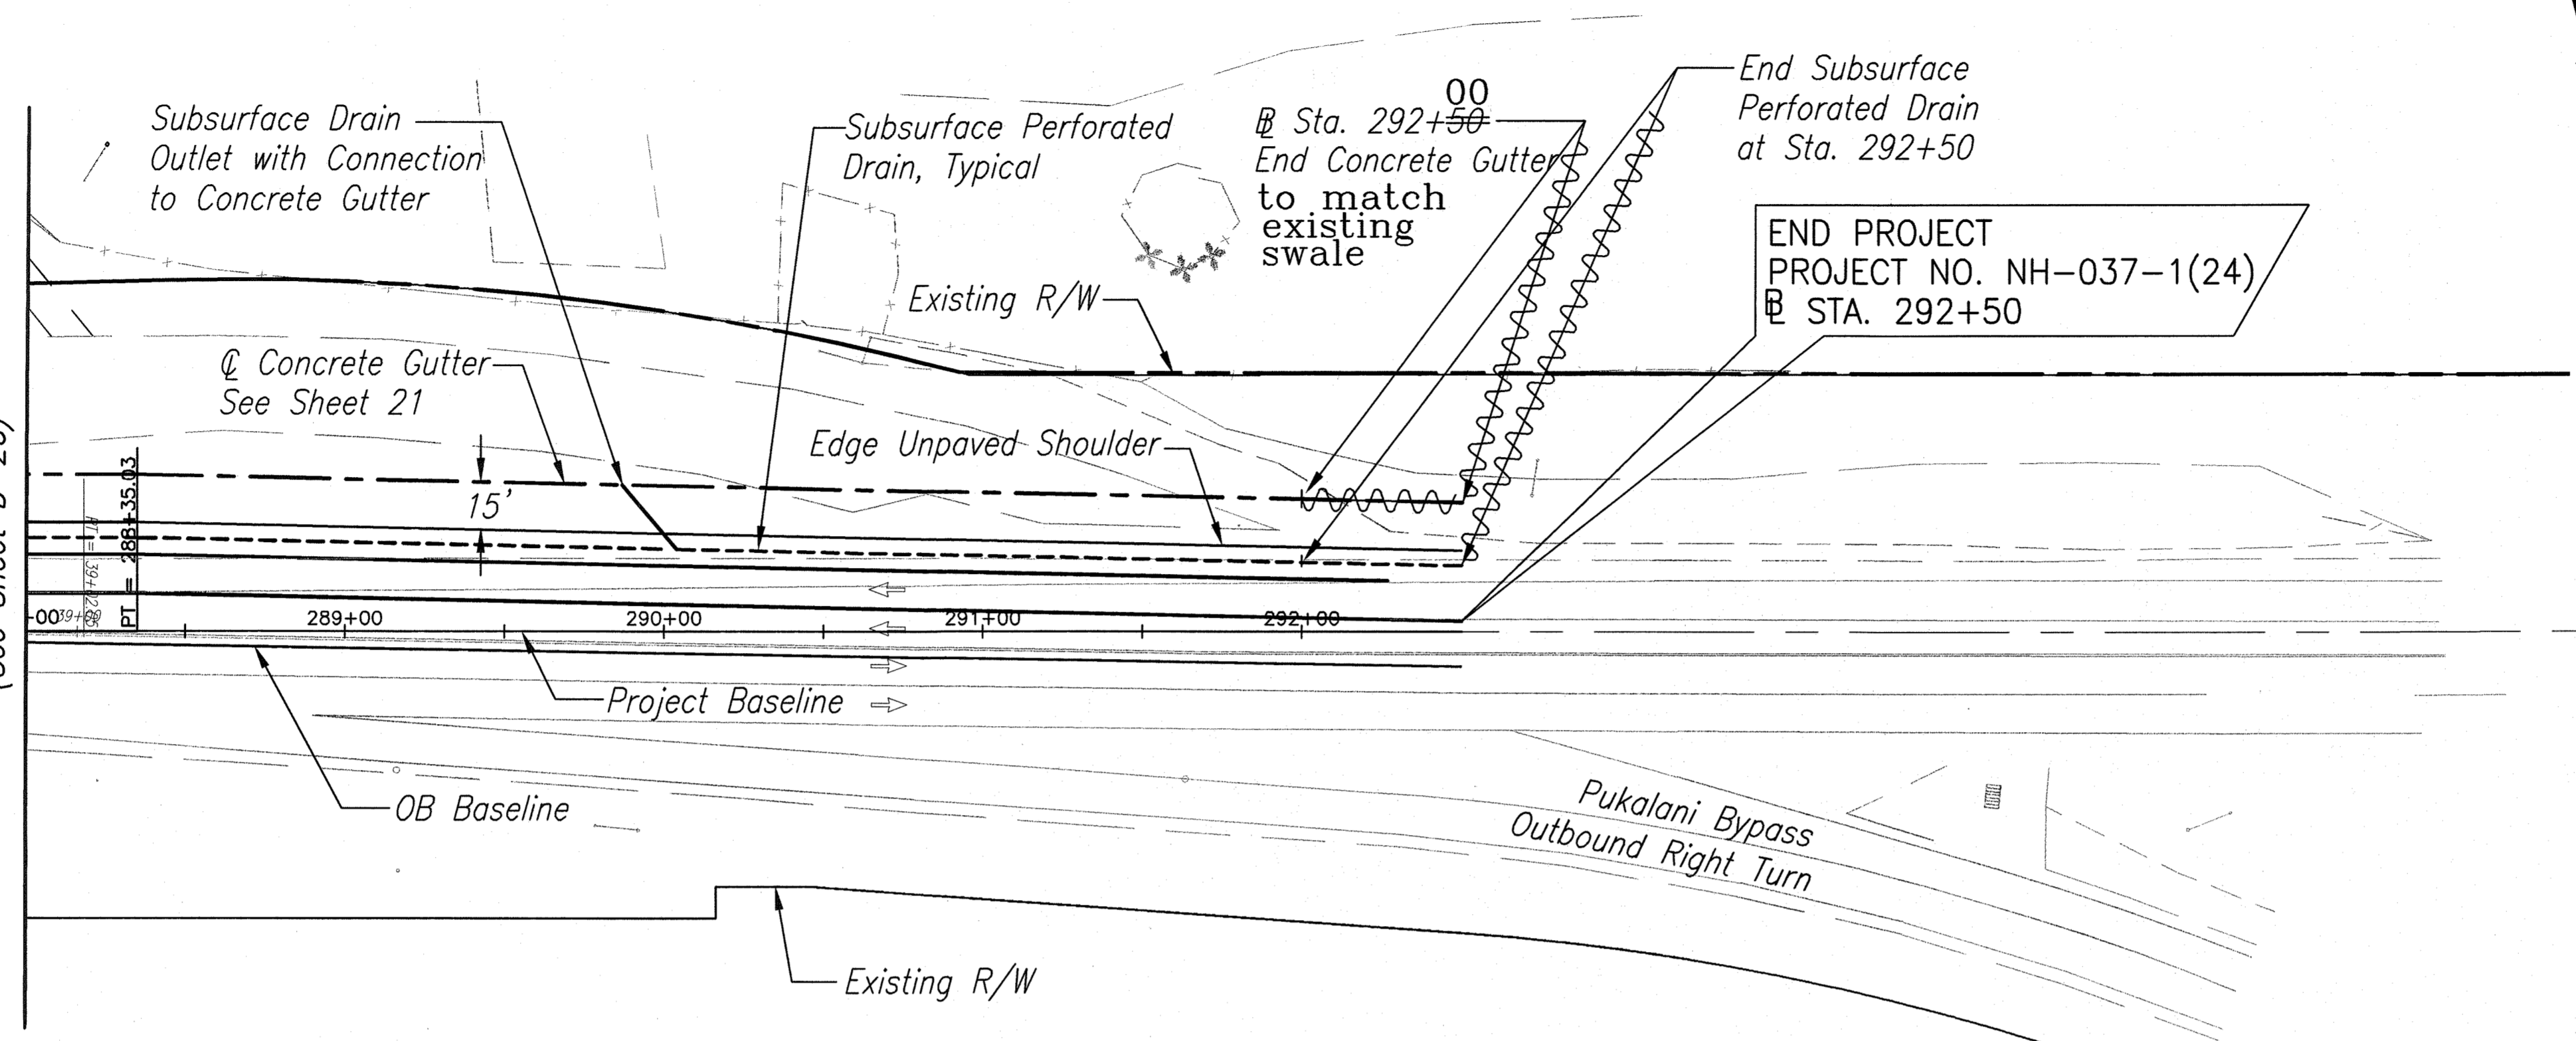 Subsurface Drain
Outlet with Connection
to Concrete Gutter
Subsurface Perforated
Drain, Typical
00
℄ Sta. 292+50
End Concrete Gutter
to match
existing
swale
End Subsurface
Perforated Drain
at Sta. 292+50
END PROJECT
PROJECT NO. NH-037-1(24)
BL STA. 292+50
Existing R/W
℄ Concrete Gutter
See Sheet 21
Edge Unpaved Shoulder
15'
PT = 288+35.03
289+00
290+00
291+00
292+00
Project Baseline
OB Baseline
Pukalani Bypass
Outbound Right Turn
Existing R/W